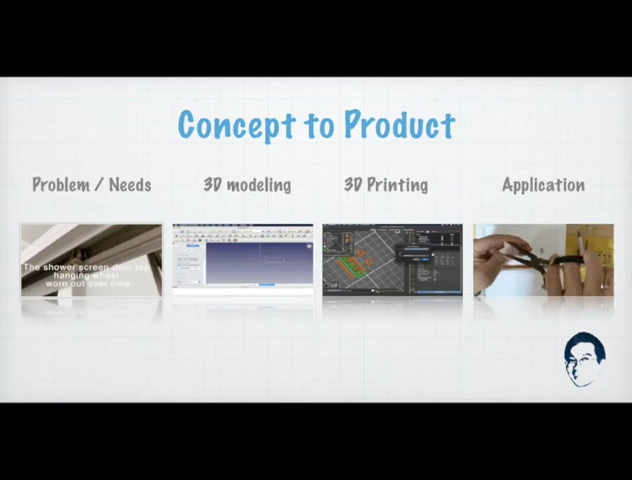 Concept to Product
Problem / Needs
3D modeling
3D Printing
Application
The shower screen door top
hanging wheel
worn out over time